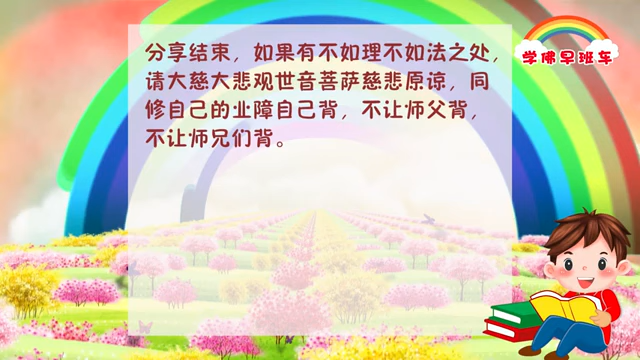 学佛早班车
分享结束，如果有不如理不如法之处，
请大慈大悲观世音菩萨慈悲原谅，同
修自己的业障自己背，不让师父背，
不让师兄们背。